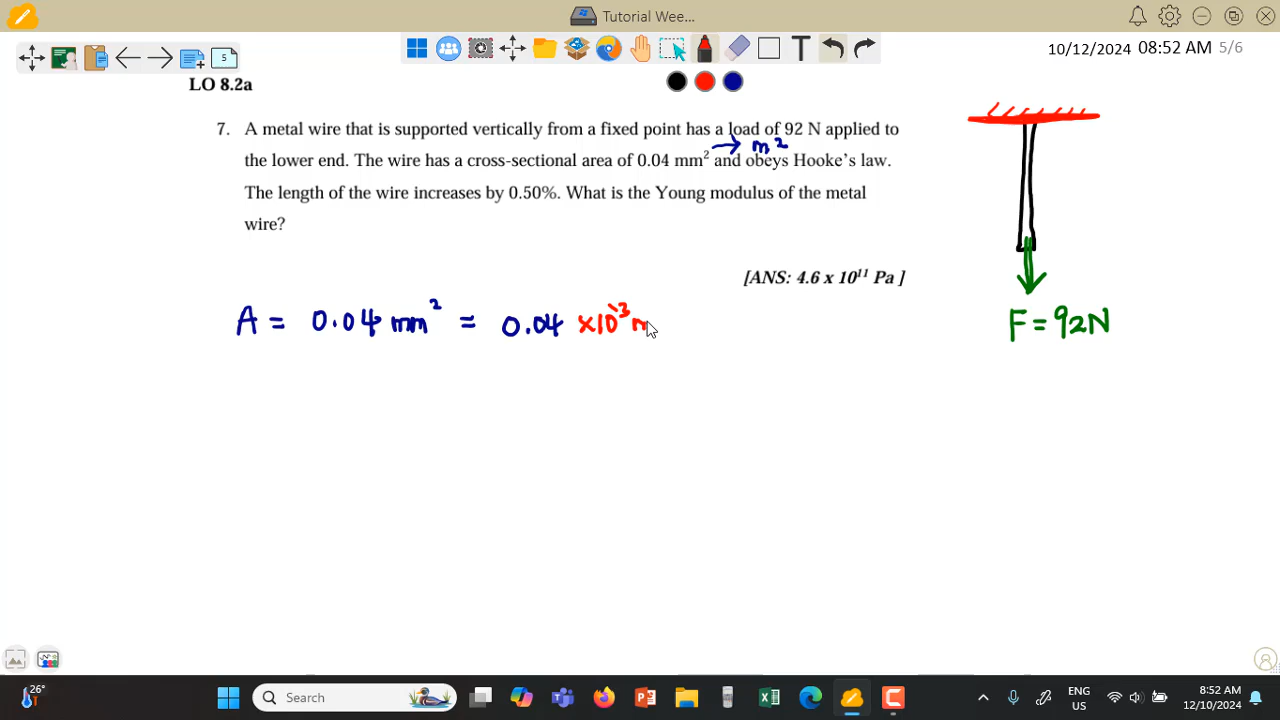 Tutorial Wee...
5
10/12/2024 08:52 AM 5/6
LO 8.2a
7. A metal wire that is supported vertically from a fixed point has a load of 92 N applied to
→ m²
the lower end. The wire has a cross-sectional area of 0.04 mm² and obeys Hooke's law.
The length of the wire increases by 0.50%. What is the Young modulus of the metal
wire?
[ANS: 4.6 x 10¹¹ Pa ]
A = 0.04 mm² = 0.04 ×10⁻³ m
F = 92N
26°
Search
ENG
UK
8:52 AM
12/10/2024